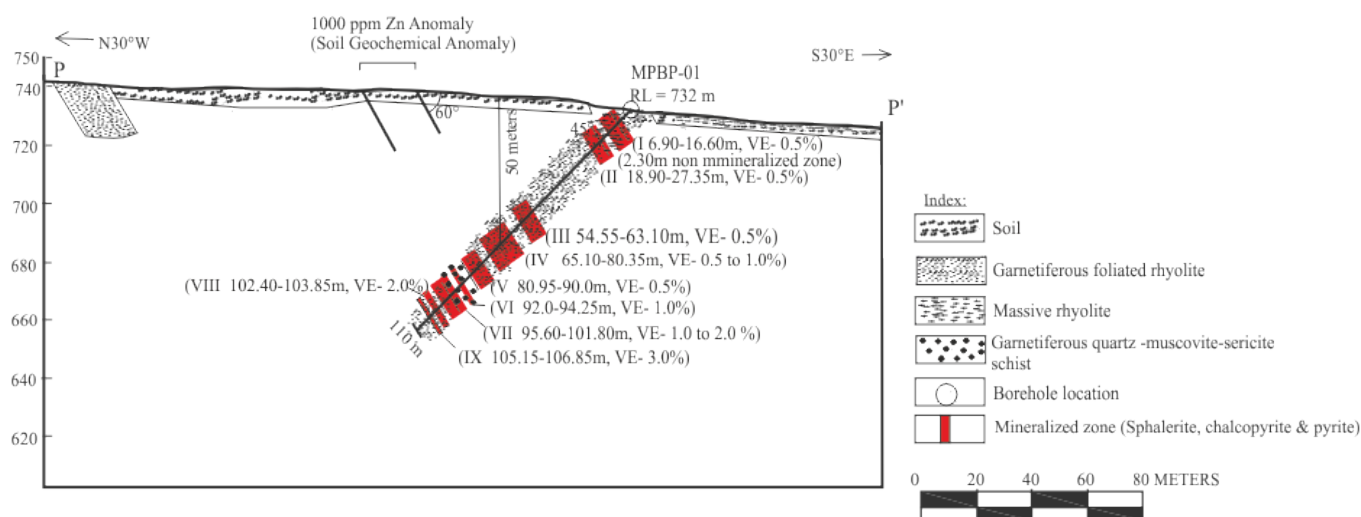 1000 ppm Zn Anomaly
(Soil Geochemical Anomaly)
N30°W
S30°E
750
740
720
700
680
660
640
620
P
P'
MPBP-01
RL = 732 m
60°
45°
50 meters
(I 6.90-16.60m, VE- 0.5%)
(2.30m non mmineralized zone)
(II 18.90-27.35m, VE- 0.5%)
(III 54.55-63.10m, VE- 0.5%)
(IV 65.10-80.35m, VE- 0.5 to 1.0%)
(V 80.95-90.0m, VE- 0.5%)
(VI 92.0-94.25m, VE- 1.0%)
(VII 95.60-101.80m, VE- 1.0 to 2.0 %)
(VIII 102.40-103.85m, VE- 2.0%)
(IX 105.15-106.85m, VE- 3.0%)
110 m
Index:
Soil
Garnetiferous foliated rhyolite
Massive rhyolite
Garnetiferous quartz -muscovite-sericite
schist
Borehole location
Mineralized zone (Sphalerite, chalcopyrite & pyrite)
0 20 40 60 80 METERS